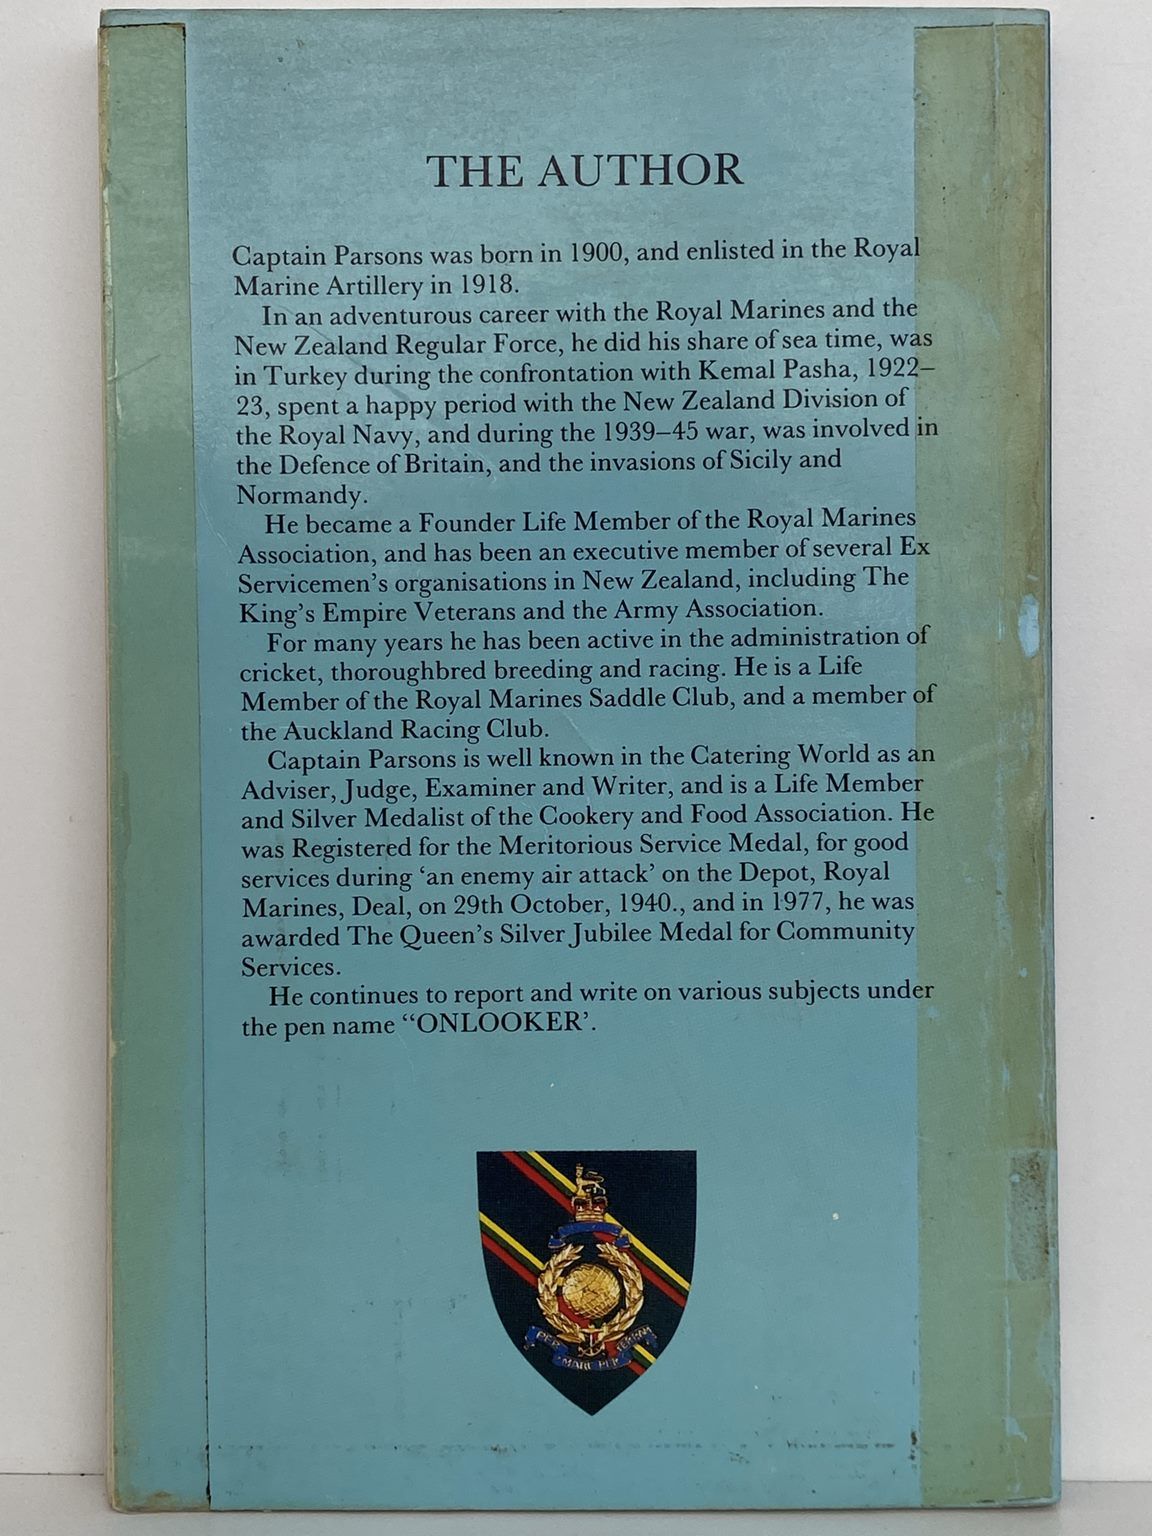 THE AUTHOR
Captain Parsons was born in 1900, and enlisted in the Royal
Marine Artillery in 1918.
In an adventurous career with the Royal Marines and the
New Zealand Regular Force, he did his share of sea time, was
in Turkey during the confrontation with Kemal Pasha, 1922–
23, spent a happy period with the New Zealand Division of
the Royal Navy, and during the 1939–45 war, was involved in
the Defence of Britain, and the invasions of Sicily and
Normandy.
He became a Founder Life Member of the Royal Marines
Association, and has been an executive member of several Ex
Servicemen's organisations in New Zealand, including The
King's Empire Veterans and the Army Association.
For many years he has been active in the administration of
cricket, thoroughbred breeding and racing. He is a Life
Member of the Royal Marines Saddle Club, and a member of
the Auckland Racing Club.
Captain Parsons is well known in the Catering World as an
Adviser, Judge, Examiner and Writer, and is a Life Member
and Silver Medalist of the Cookery and Food Association. He
was Registered for the Meritorious Service Medal, for good
services during ‘an enemy air attack’ on the Depot, Royal
Marines, Deal, on 29th October, 1940., and in 1977, he was
awarded The Queen's Silver Jubilee Medal for Community
Services.
He continues to report and write on various subjects under
the pen name “ONLOOKER’.
PER MARE PER TERRAM